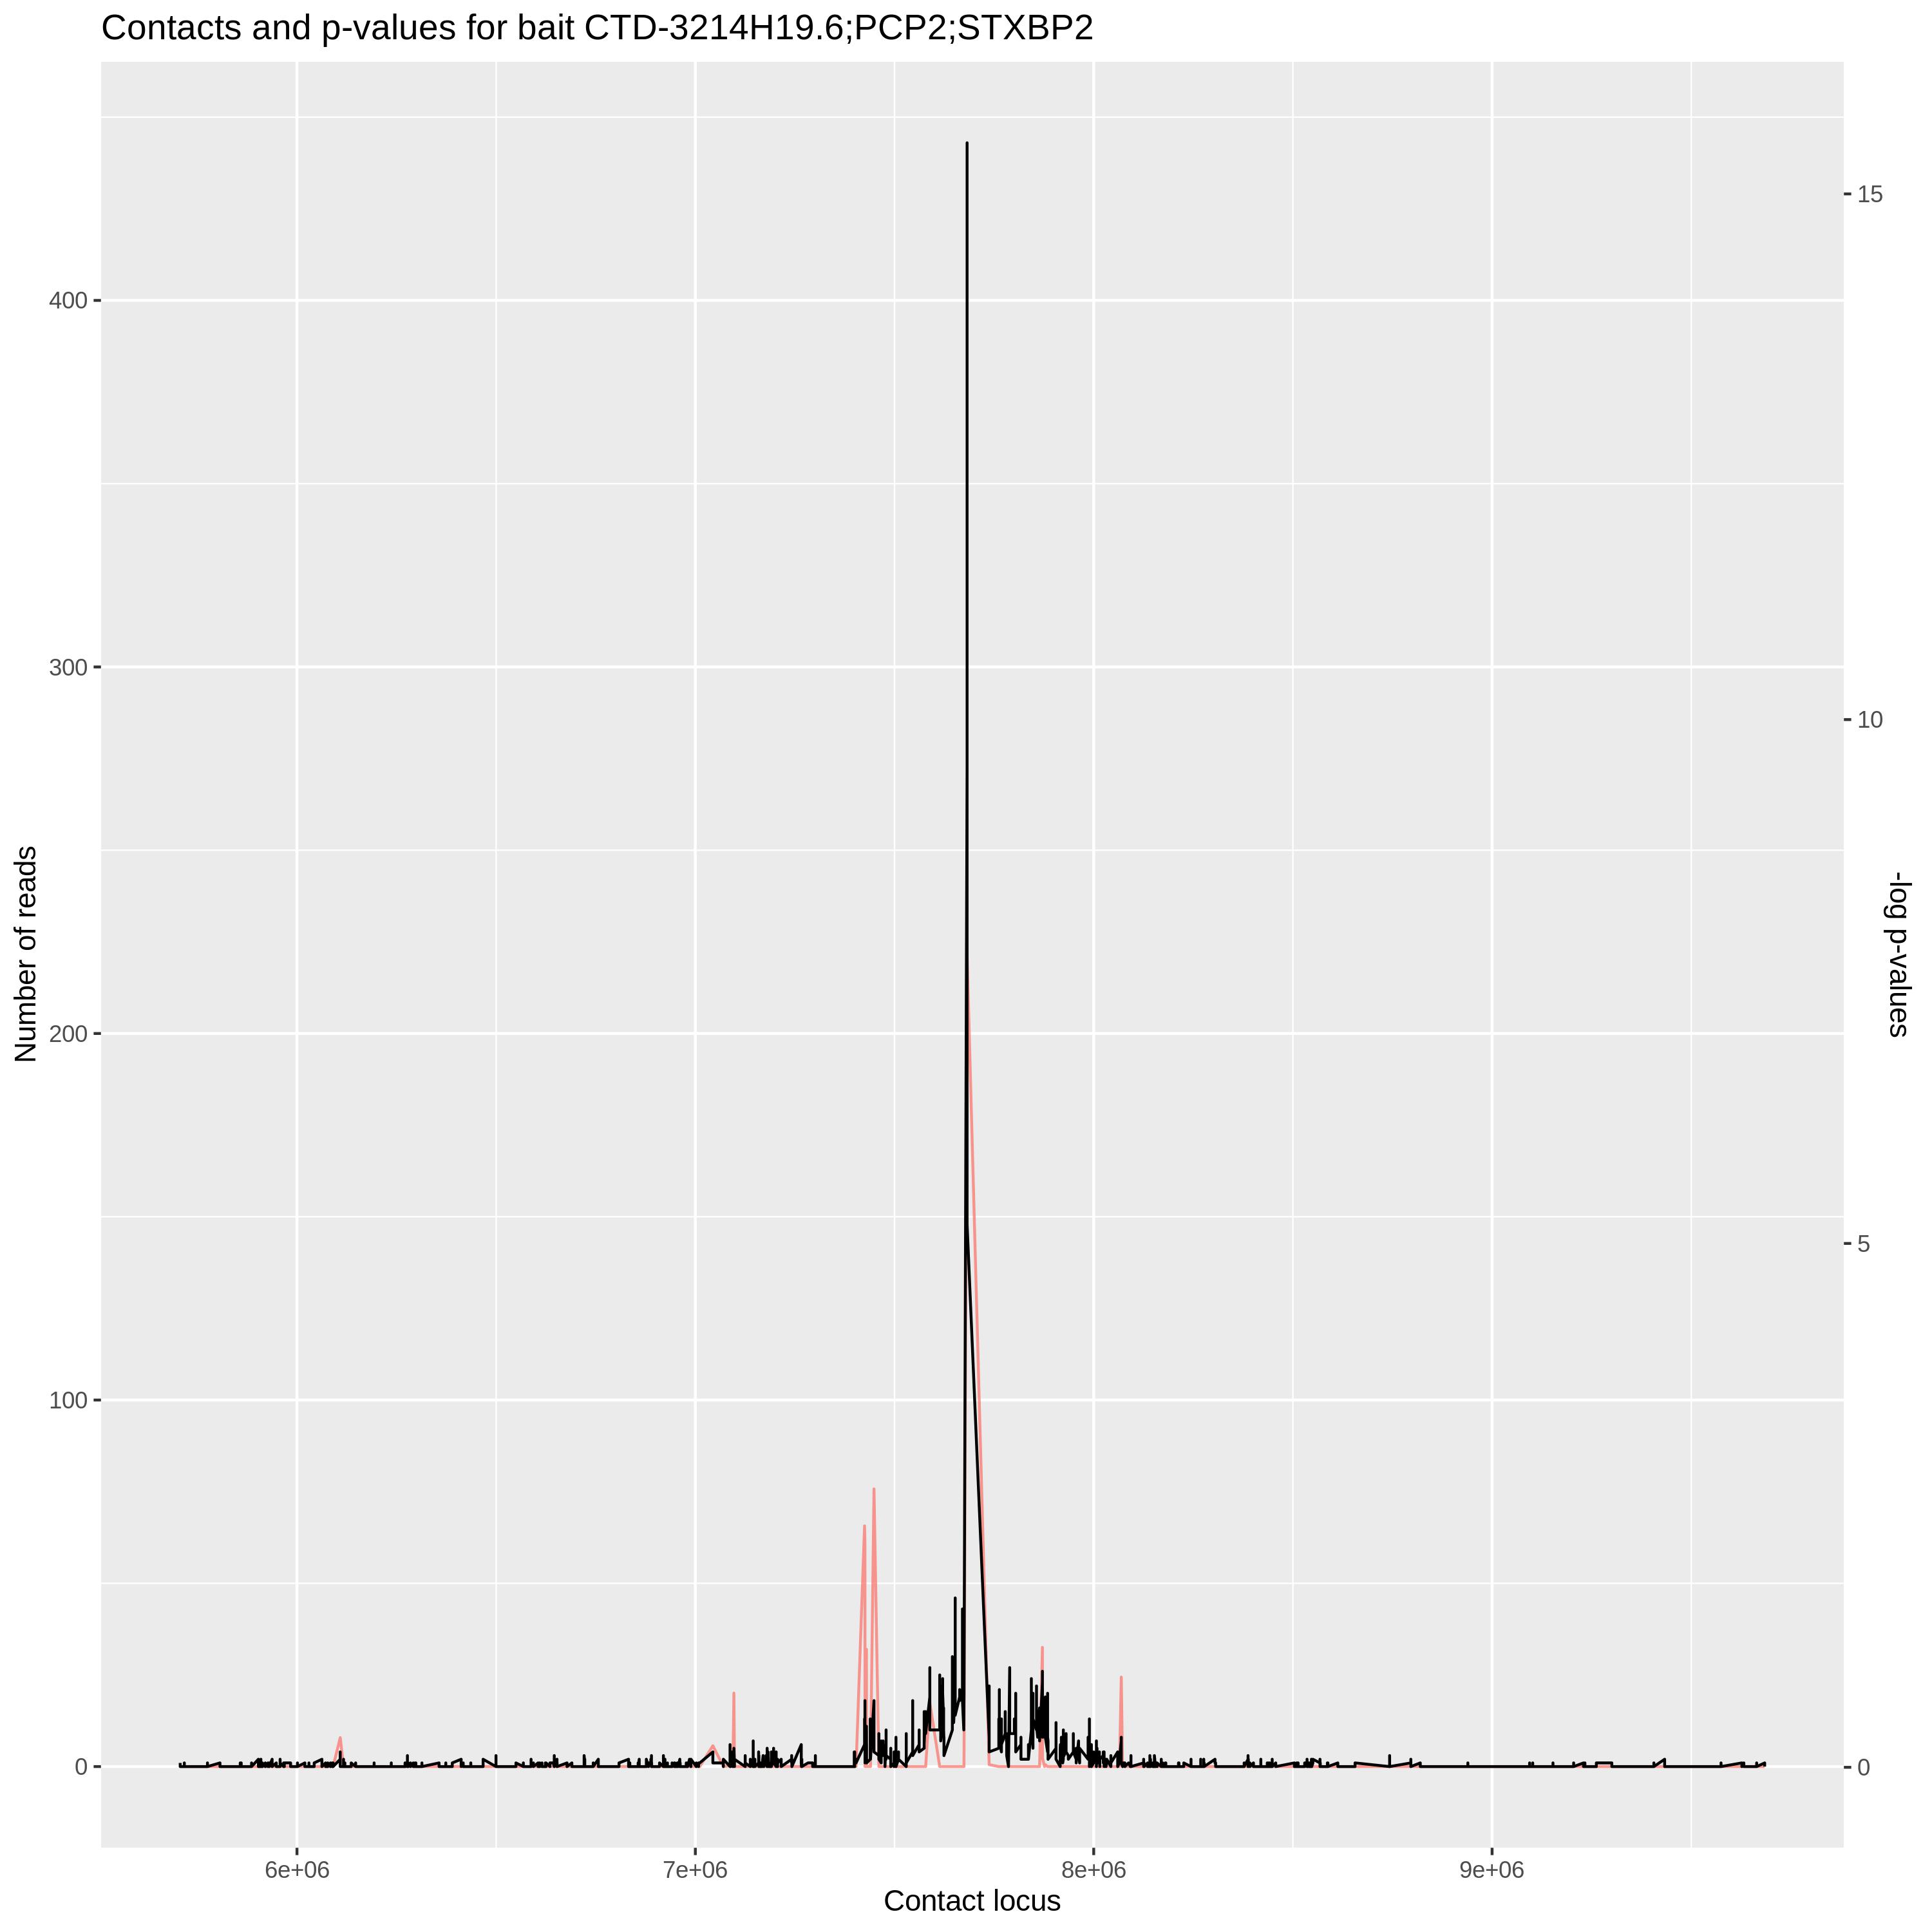 Contacts and p-values for bait CTD-3214H19.6;PCP2;STXBP2
400
300
200
100
0
Number of reads
15
10
5
0
-log p-values
6e+06
7e+06
8e+06
9e+06
Contact locus